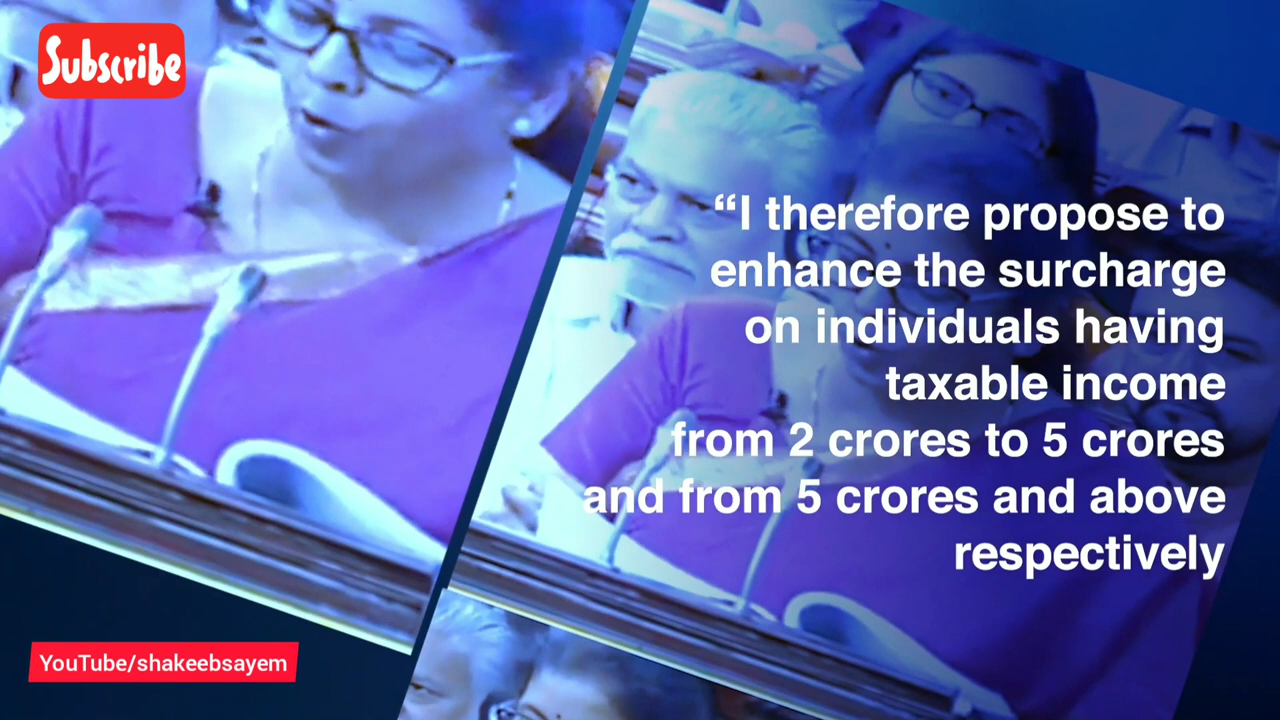 Subscribe
“I therefore propose to
enhance the surcharge
on individuals having
taxable income
from 2 crores to 5 crores
and from 5 crores and above
respectively
YouTube/shakeebsayem